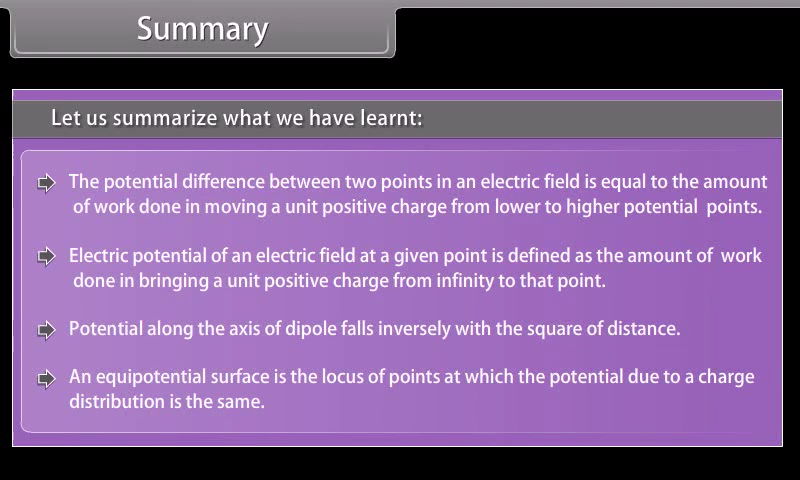 Summary
Let us summarize what we have learnt:
The potential difference between two points in an electric field is equal to the amount
of work done in moving a unit positive charge from lower to higher potential points.
Electric potential of an electric field at a given point is defined as the amount of work
done in bringing a unit positive charge from infinity to that point.
Potential along the axis of dipole falls inversely with the square of distance.
An equipotential surface is the locus of points at which the potential due to a charge
distribution is the same.